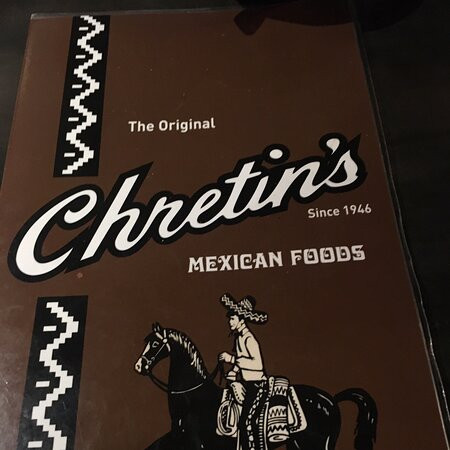 The Original
Chretin's
Since 1946
MEXICAN FOODS